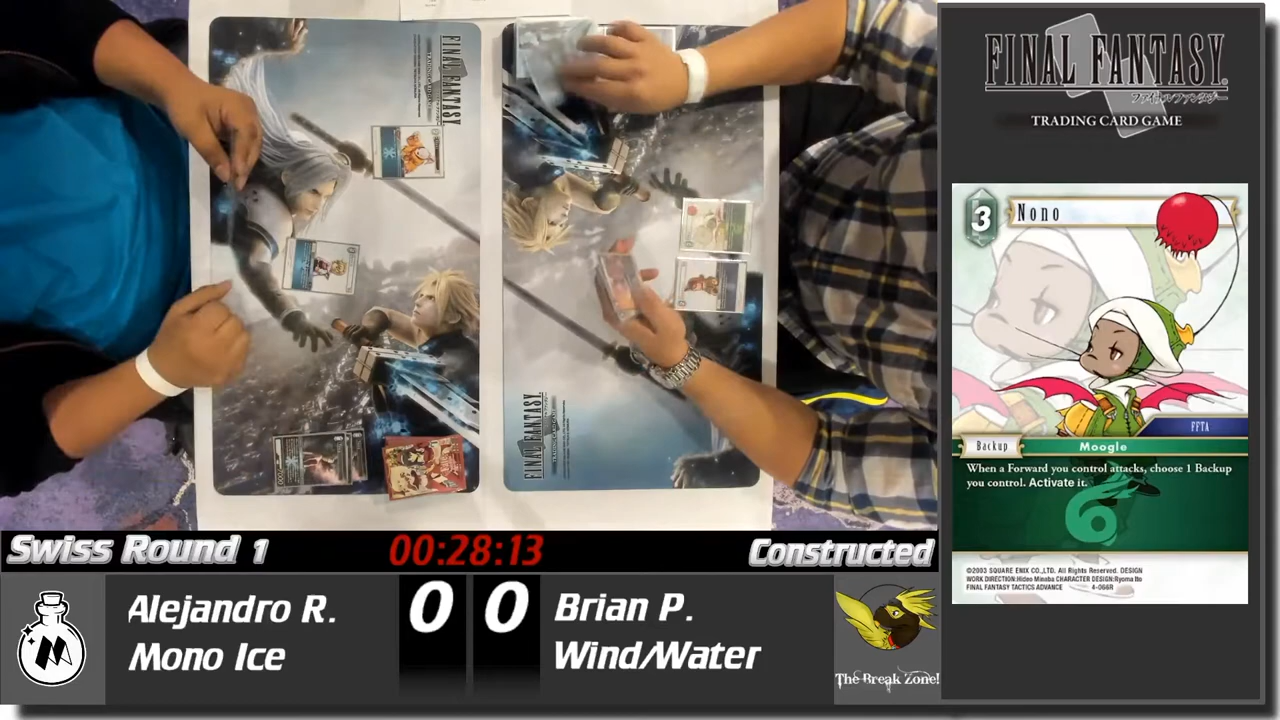 FINAL FANTASY
TRADING CARD GAME
FINAL FANTASY
FINAL FANTASY
ファイナルファンタジー
TRADING CARD GAME
3
Nono
FFTA
Backup
Moogle
When a Forward you control attacks, choose 1 Backup
you control. Activate it.
6
©2003 SQUARE ENIX CO.,LTD. All Rights Reserved. DESIGN
WORK DIRECTION:Hideo Minaba CHARACTER DESIGN:Ryoma Ito
FINAL FANTASY TACTICS ADVANCE 4-066R
Swiss Round 1
00:28:13
Constructed
Alejandro R.
Mono Ice
0
0
Brian P.
Wind/Water
M
The Break Zone!